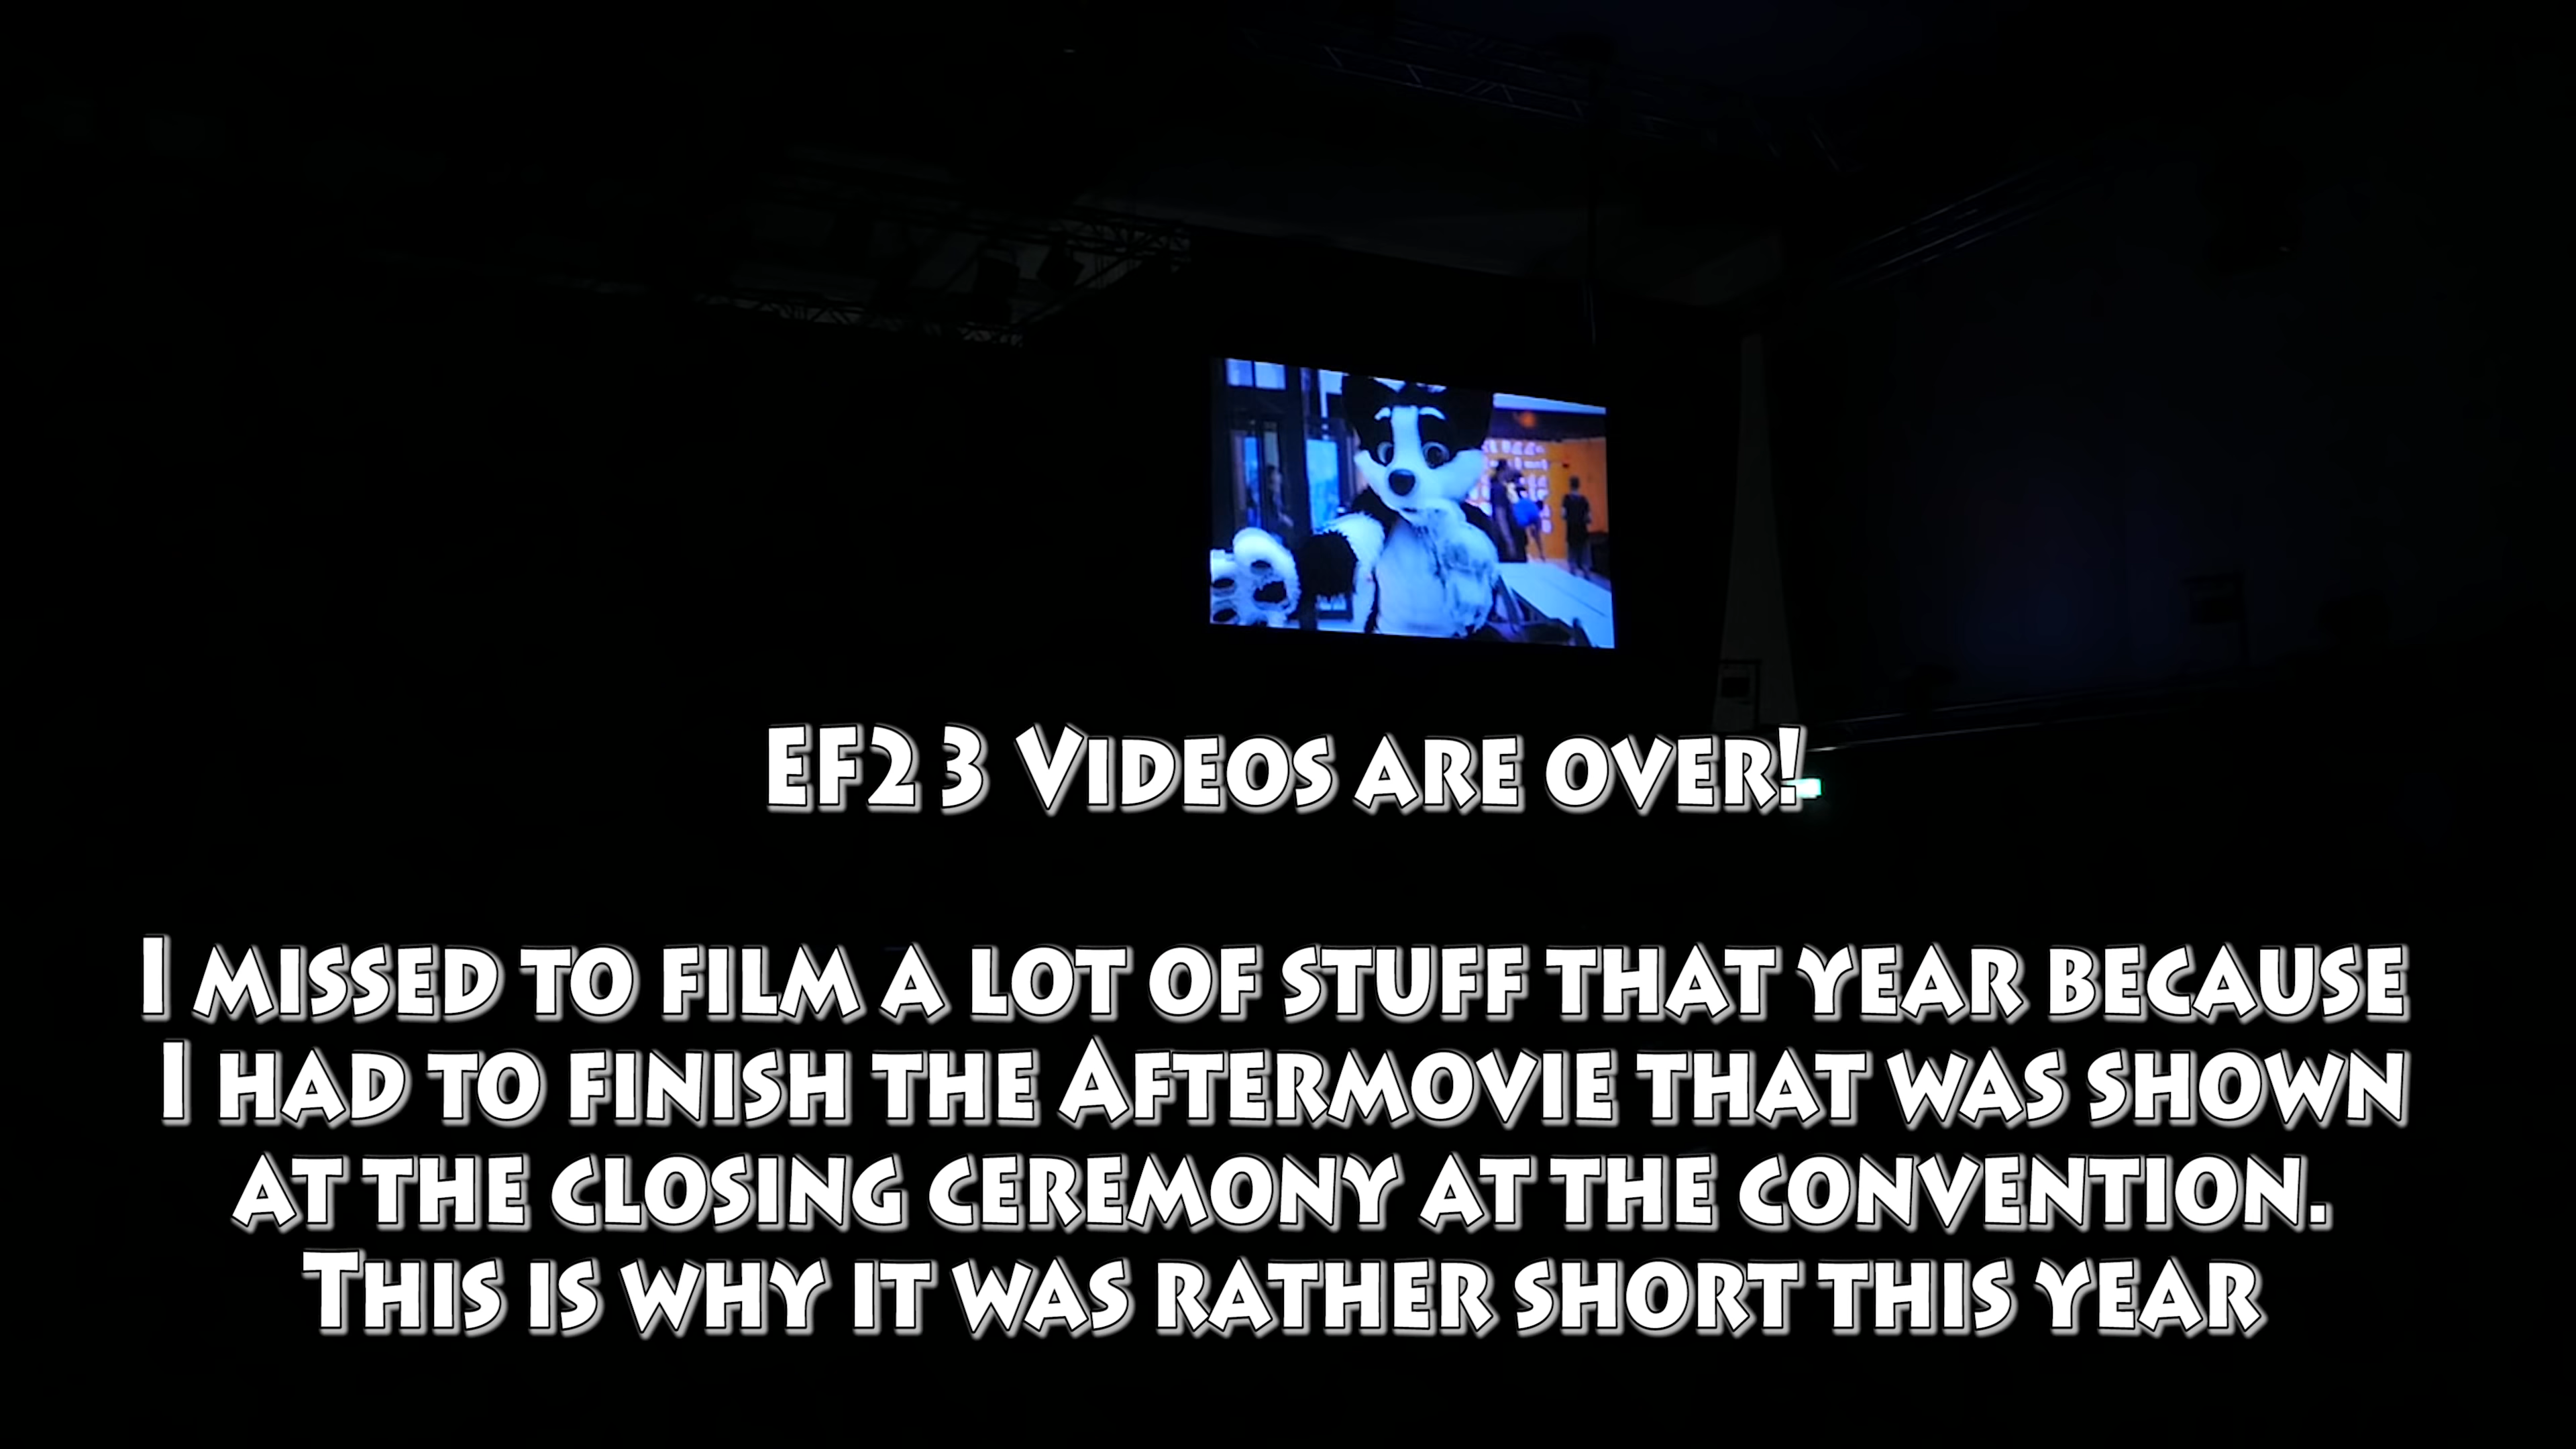 EF23 Videos are over!
I missed to film a lot of stuff that year because
I had to finish the Aftermovie that was shown
at the closing ceremony at the convention.
This is why it was rather short this year